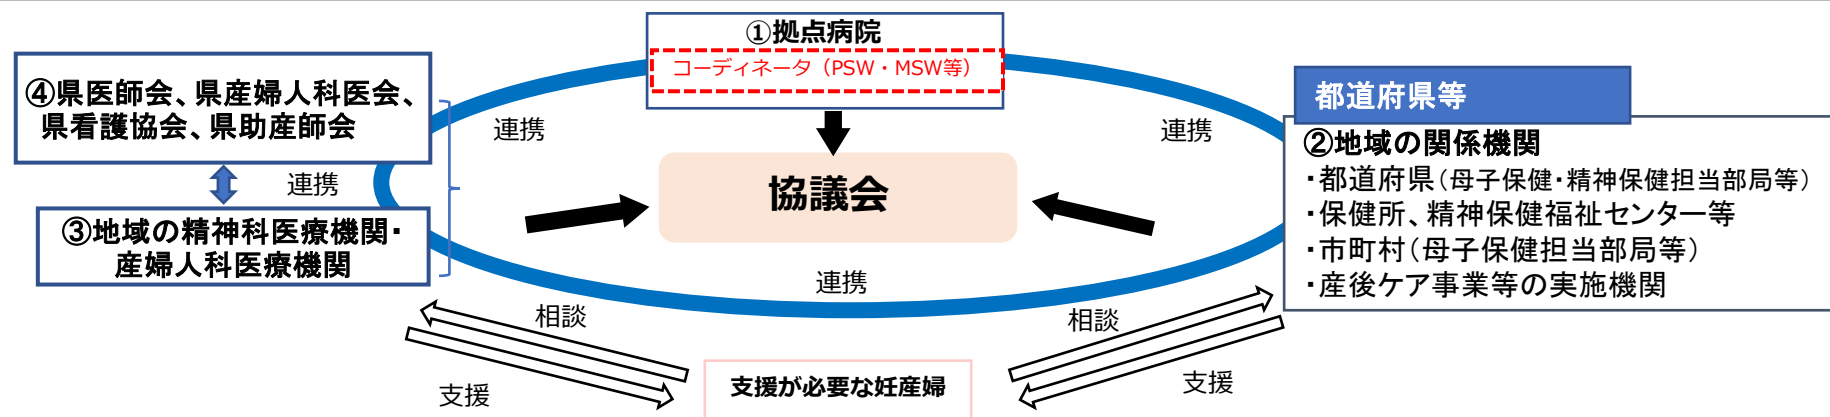 ①拠点病院
コーディネータ（PSW・MSW等）
④県医師会、県産婦人科医会、
県看護協会、県助産師会
連携
③地域の精神科医療機関・
産婦人科医療機関
連携
連携
協議会
都道府県等
②地域の関係機関
・都道府県（母子保健・精神保健担当部局等）
・保健所、精神保健福祉センター等
・市町村（母子保健担当部局等）
・産後ケア事業等の実施機関
連携
相談
支援
相談
支援
支援が必要な妊産婦